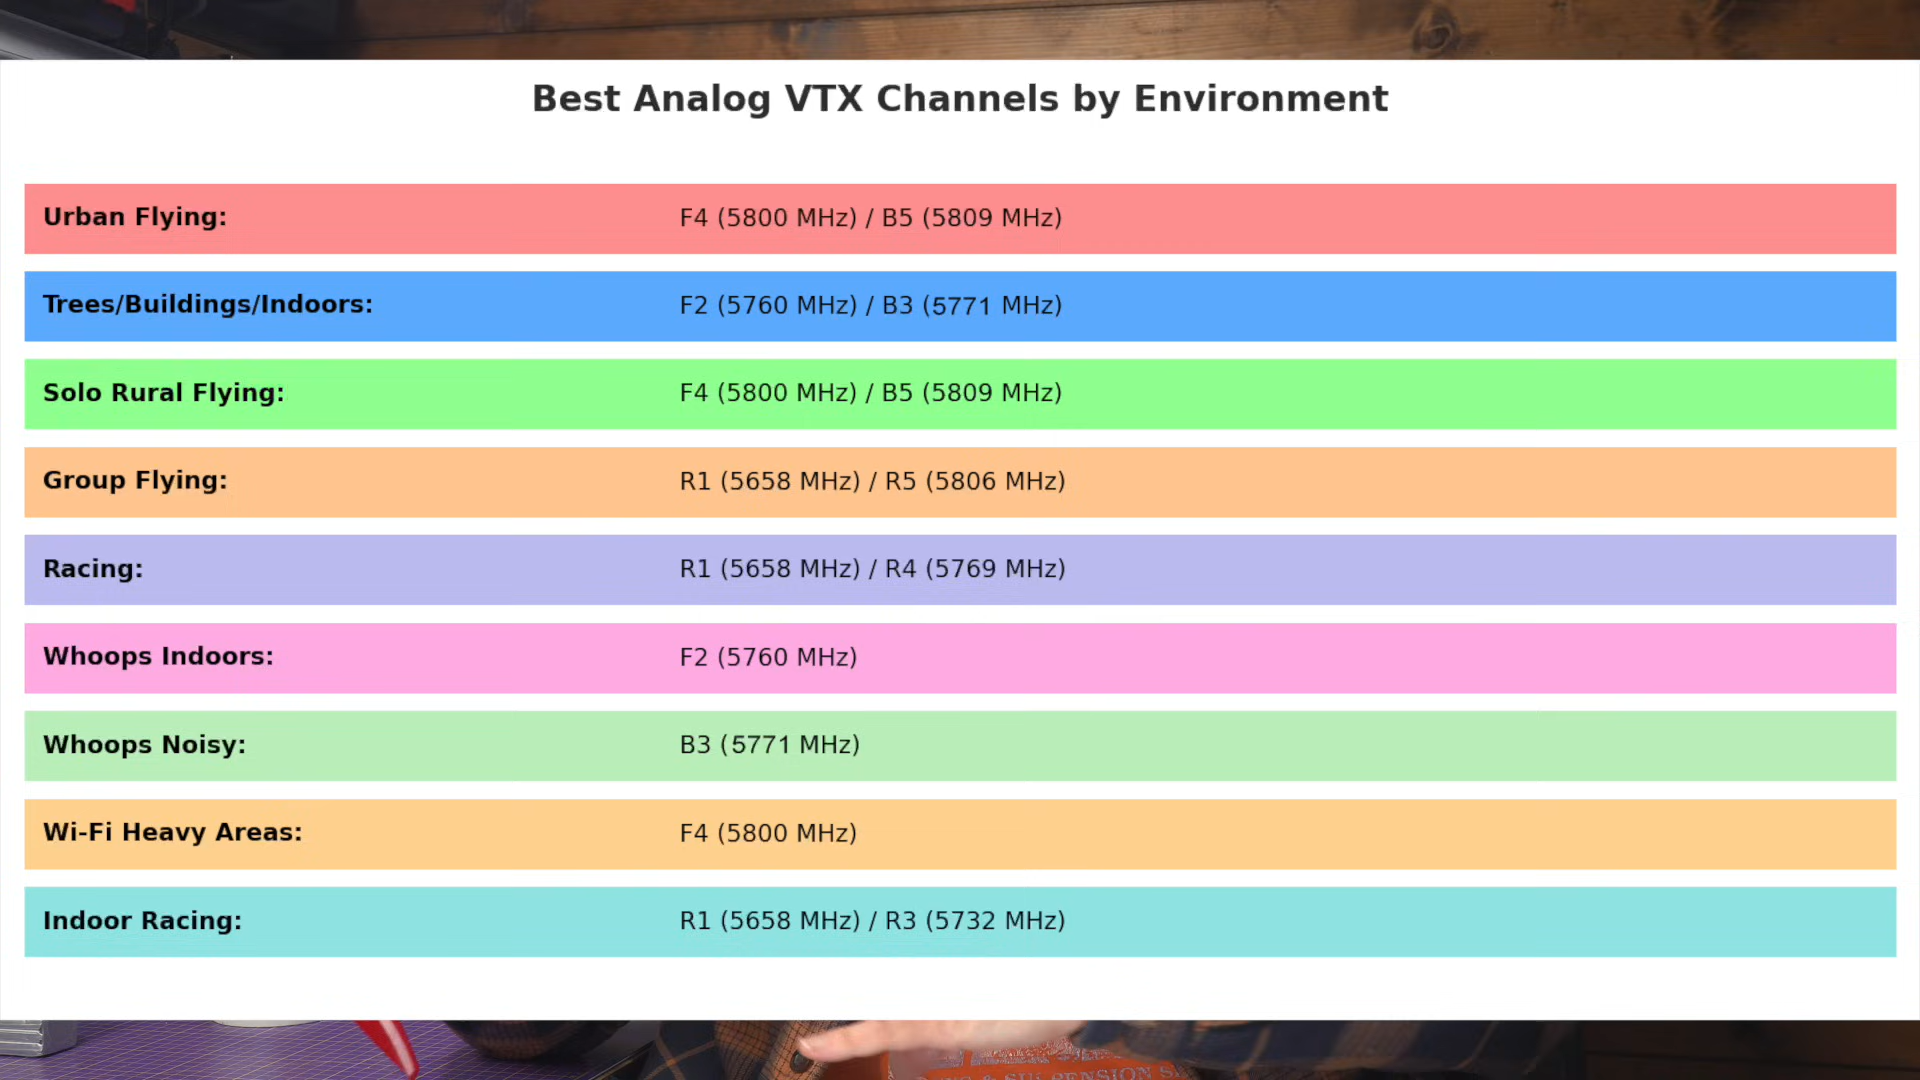 Best Analog VTX Channels by Environment
Urban Flying: F4 (5800 MHz) / B5 (5809 MHz)
Trees/Buildings/Indoors: F2 (5760 MHz) / B3 (5771 MHz)
Solo Rural Flying: F4 (5800 MHz) / B5 (5809 MHz)
Group Flying: R1 (5658 MHz) / R5 (5806 MHz)
Racing: R1 (5658 MHz) / R4 (5769 MHz)
Whoops Indoors: F2 (5760 MHz)
Whoops Noisy: B3 (5771 MHz)
Wi-Fi Heavy Areas: F4 (5800 MHz)
Indoor Racing: R1 (5658 MHz) / R3 (5732 MHz)
& SUSPENSION